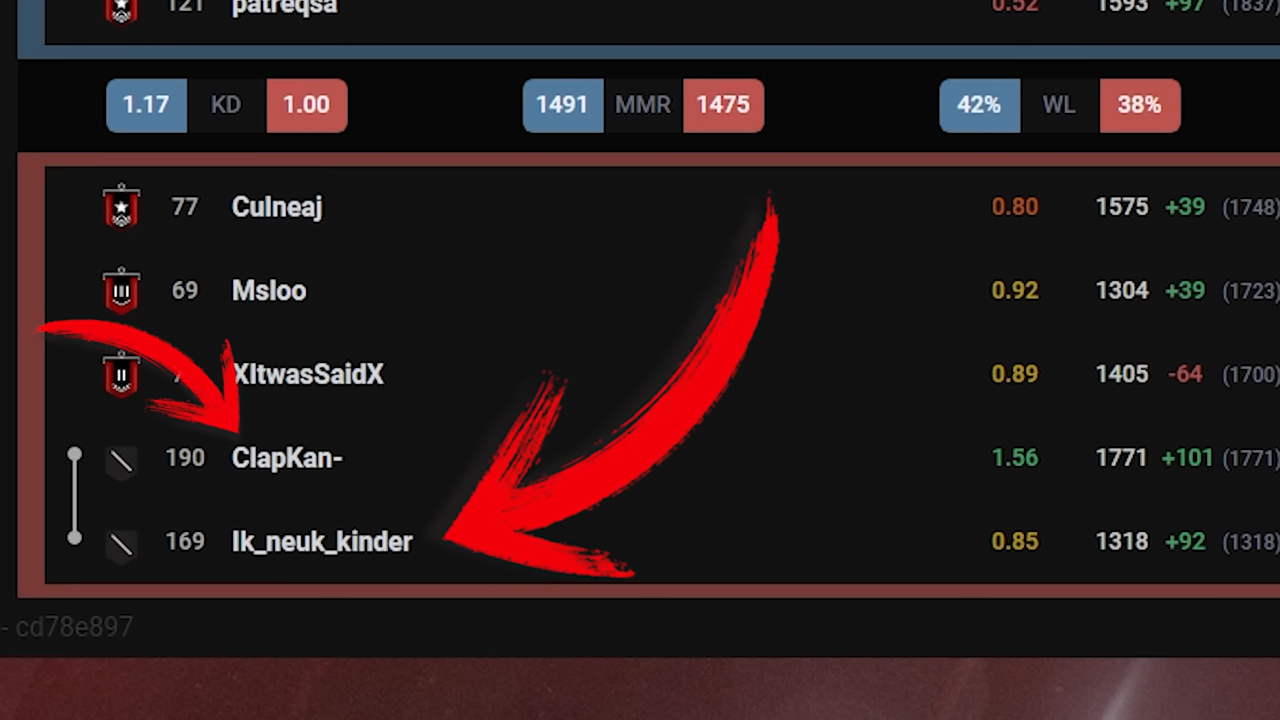 121 patreqsa 0.52 1593 +97 (1837)
1.17 KD 1.00 1491 MMR 1475 42% WL 38%
77 Culneaj 0.80 1575 +39 (1748)
III 69 Msloo 0.92 1304 +39 (1723)
II XItwasSaidX 0.89 1405 -64 (1700)
190 ClapKan- 1.56 1771 +101 (1771)
169 Ik_neuk_kinder 0.85 1318 +92 (1318)
- cd78e897